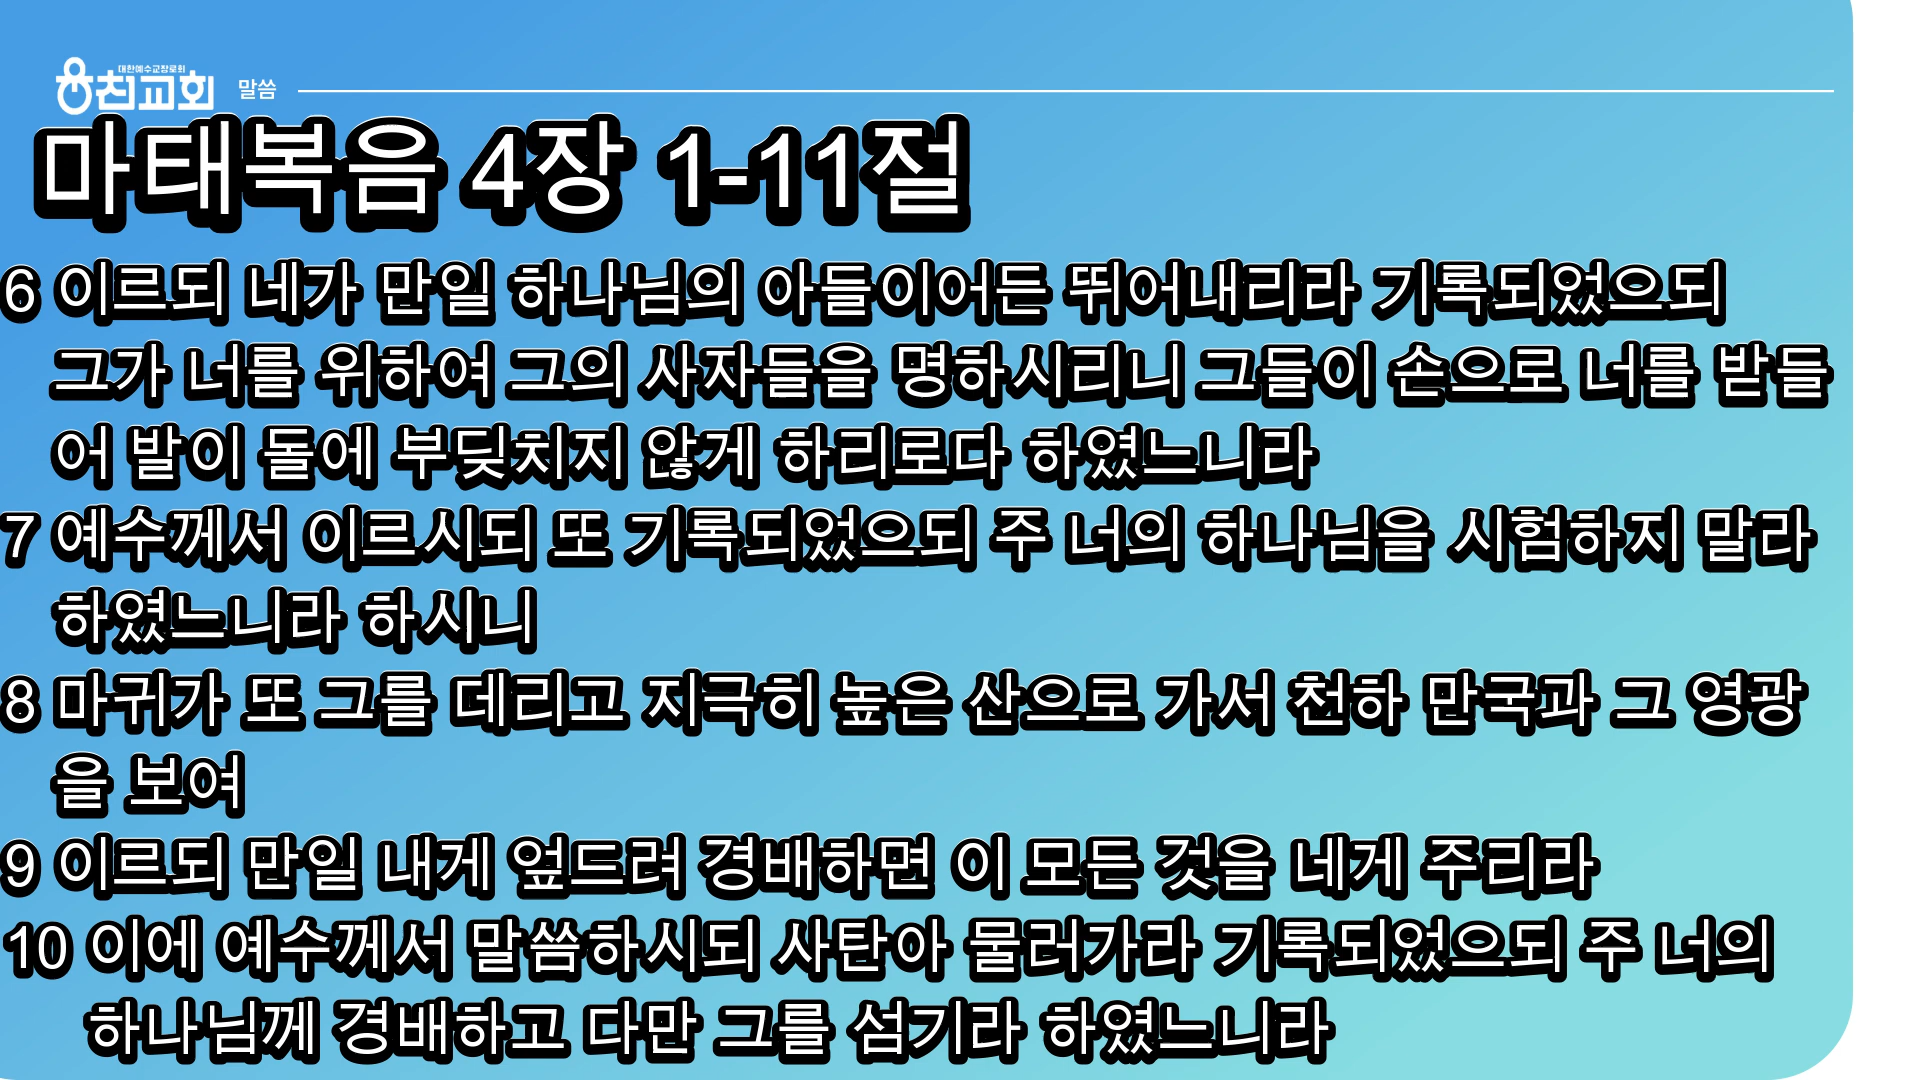 대한예수교장로회
웅천교회 말씀
마태복음 4장 1-11절
6 이르되 네가 만일 하나님의 아들이어든 뛰어내리라 기록되었으되
그가 너를 위하여 그의 사자들을 명하시리니 그들이 손으로 너를 받들
어 발이 돌에 부딪치지 않게 하리로다 하였느니라
7 예수께서 이르시되 또 기록되었으되 주 너의 하나님을 시험하지 말라
하였느니라 하시니
8 마귀가 또 그를 데리고 지극히 높은 산으로 가서 천하 만국과 그 영광
을 보여
9 이르되 만일 내게 엎드려 경배하면 이 모든 것을 네게 주리라
10 이에 예수께서 말씀하시되 사탄아 물러가라 기록되었으되 주 너의
하나님께 경배하고 다만 그를 섬기라 하였느니라